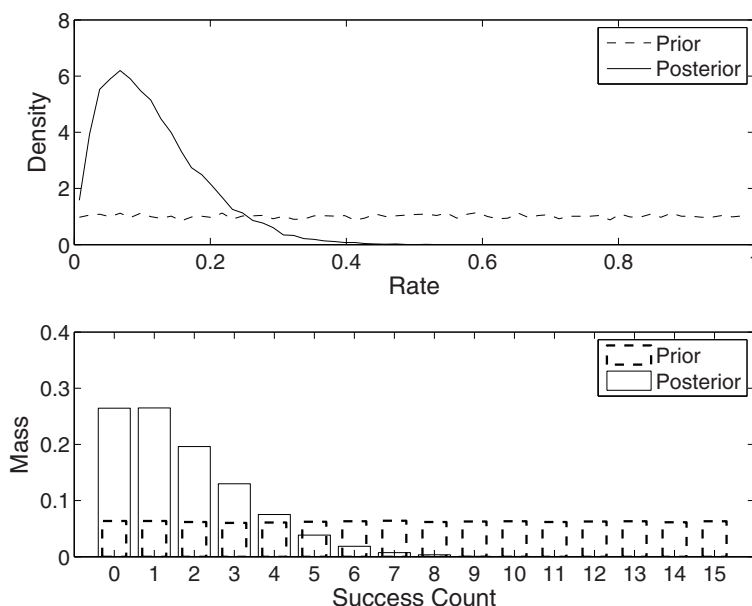 8
6
4
2
0
Density
Prior
Posterior
0
0.2
0.4
0.6
0.8
1
Rate
0.4
0.3
0.2
0.1
0
Mass
Prior
Posterior
0 1 2 3 4 5 6 7 8 9 10 11 12 13 14 15
Success Count